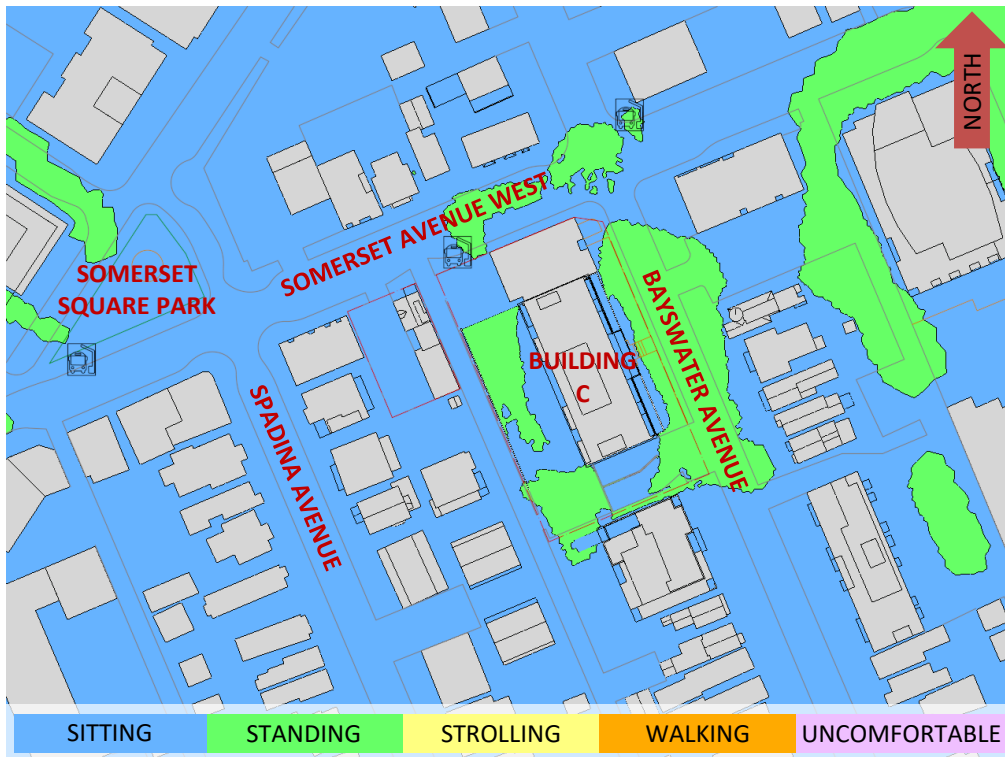 NORTH
SOMERSET AVENUE WEST
SOMERSET
SQUARE PARK
BAYSWATER AVENUE
BUILDING
C
SPADINA AVENUE
SITTING
STANDING
STROLLING
WALKING
UNCOMFORTABLE